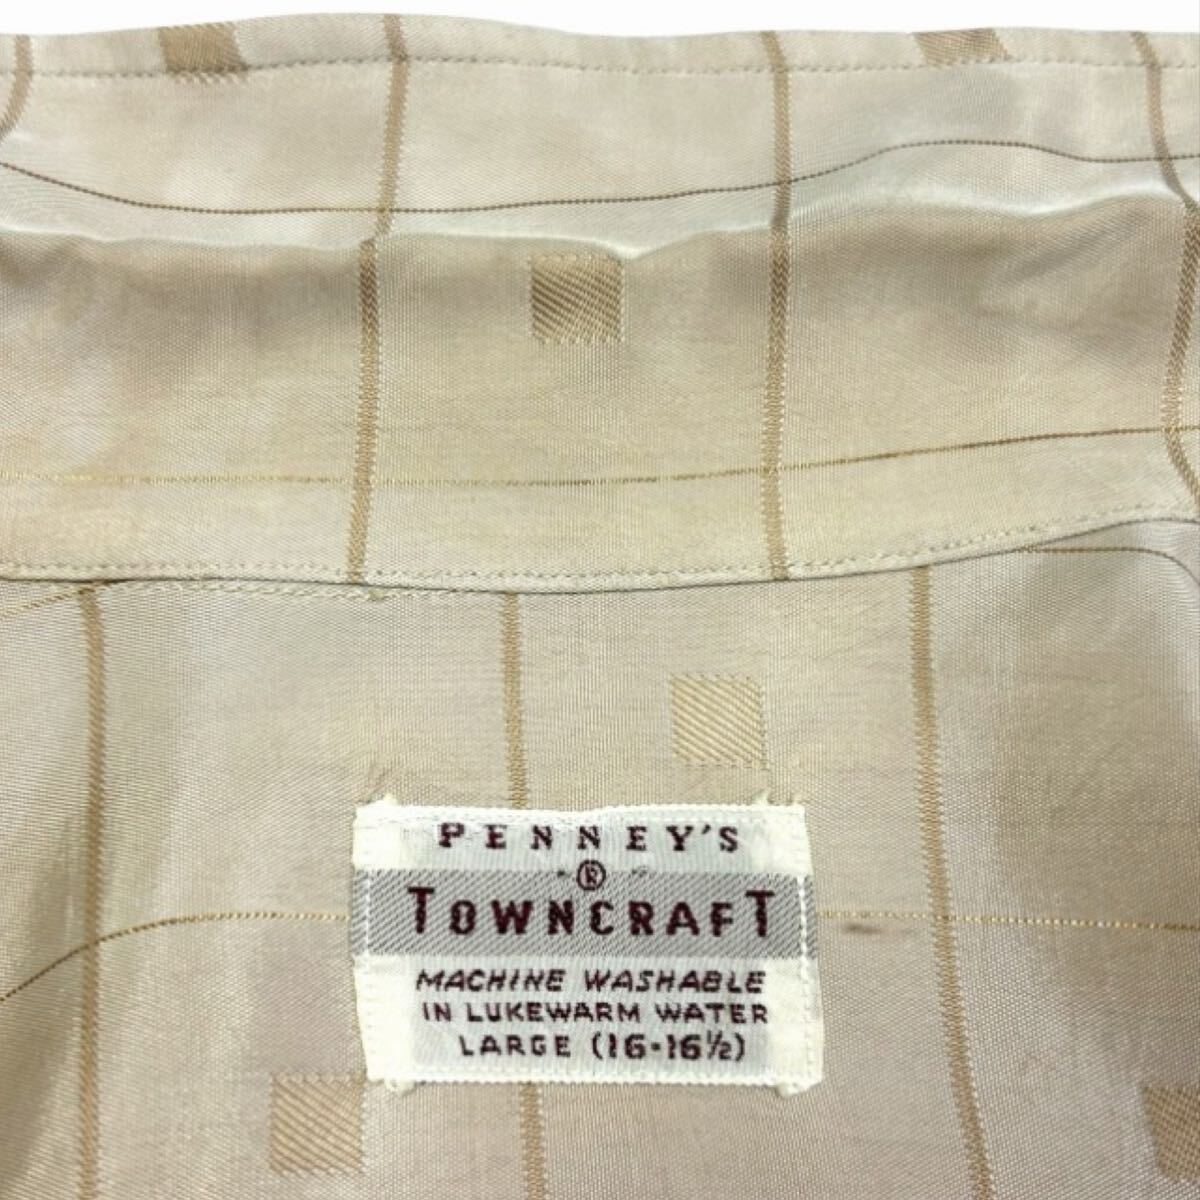 PENNEY'S
®
TOWNCRAFT
MACHINE WASHABLE
IN LUKEWARM WATER
LARGE (16-16½)